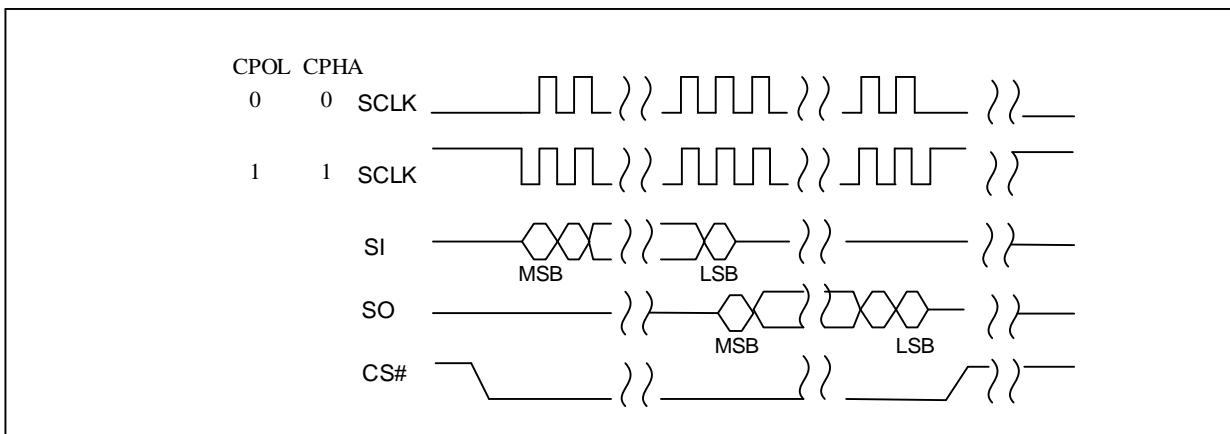 CPOL CPHA
0 0 SCLK
1 1 SCLK
SI
MSB LSB
SO
MSB LSB
CS#